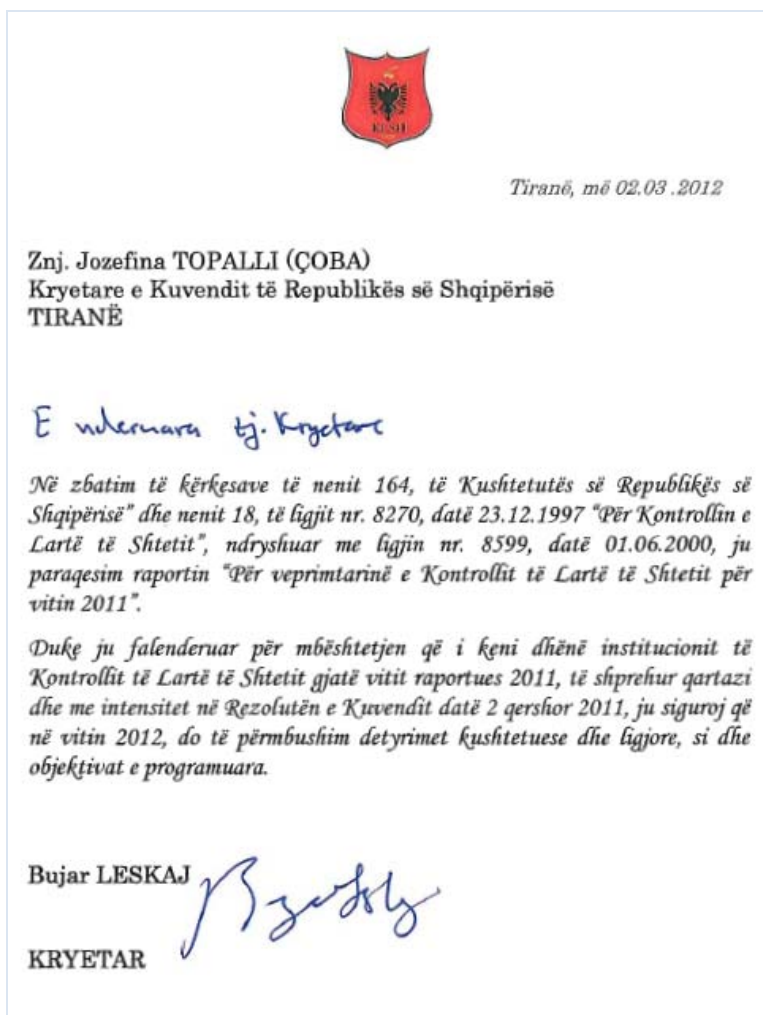 KLSH
Tiranë, më 02.03 .2012
Znj. Jozefina TOPALLI (ÇOBA)
Kryetare e Kuvendit të Republikës së Shqipërisë
TIRANË
E nderuara zj. Kryetare
Në zbatim të kërkesave të nenit 164, të Kushtetutës së Republikës së
Shqipërisë” dhe nenit 18, të ligjit nr. 8270, datë 23.12.1997 “Për Kontrollin e
Lartë të Shtetit”, ndryshuar me ligjin nr. 8599, datë 01.06.2000, ju
paraqesim raportin “Për veprimtarinë e Kontrollit të Lartë të Shtetit për
vitin 2011”.
Duke ju falenderuar për mbështetjen që i keni dhënë institucionit të
Kontrollit të Lartë të Shtetit gjatë vitit raportues 2011, të shprehur qartazi
dhe me intensitet në Rezolutën e Kuvendit datë 2 qershor 2011, ju siguroj që
në vitin 2012, do të përmbushim detyrimet kushtetuese dhe ligjore, si dhe
objektivat e programuara.
Bujar LESKAJ
KRYETAR